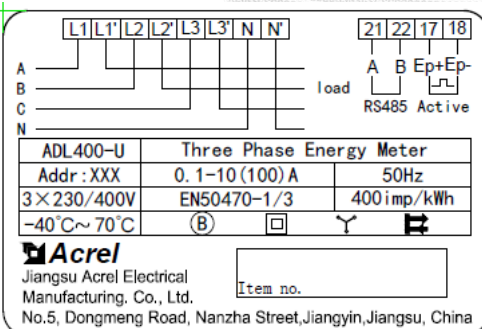 L1 L1' L2 L2' L3 L3' N N' 21 22 17 18
A A B Ep+ Ep-
B load
C RS485 Active
N
ADL400-U Three Phase Energy Meter
Addr:XXX 0.1-10(100)A 50Hz
3×230/400V EN50470-1/3 400imp/kWh
-40℃~70℃ B
Acrel
Jiangsu Acrel Electrical
Manufacturing. Co., Ltd.
Item no.
No.5, Dongmeng Road, Nanzha Street,Jiangyin,Jiangsu, China